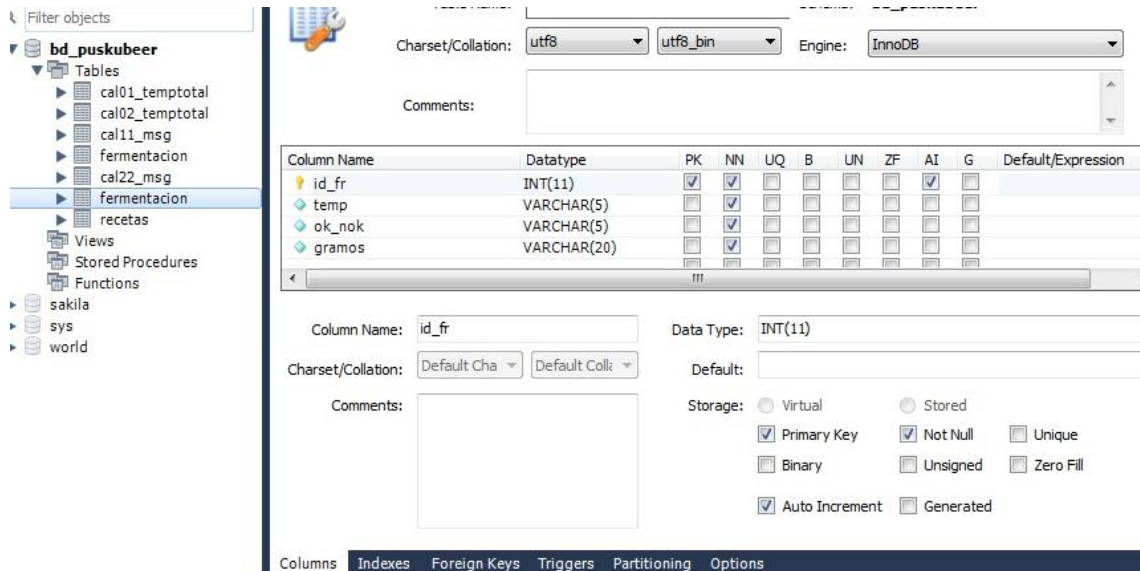 Filter objects
bd_puskubeer
Tables
cal01_temptotal
cal02_temptotal
cal11_msg
fermentacion
cal22_msg
fermentacion
recetas
Views
Stored Procedures
Functions
sakila
sys
world
Charset/Collation: utf8 utf8_bin Engine: InnoDB
Comments:
Column Name Datatype PK NN UQ B UN ZF AI G Default/Expression
id_fr INT(11)
temp VARCHAR(5)
ok_nok VARCHAR(5)
gramos VARCHAR(20)
Column Name: id_fr Data Type: INT(11)
Charset/Collation: Default Cha Default Colla Default:
Comments: Storage: Virtual Stored
Primary Key Not Null Unique
Binary Unsigned Zero Fill
Auto Increment Generated
Columns Indexes Foreign Keys Triggers Partitioning Options